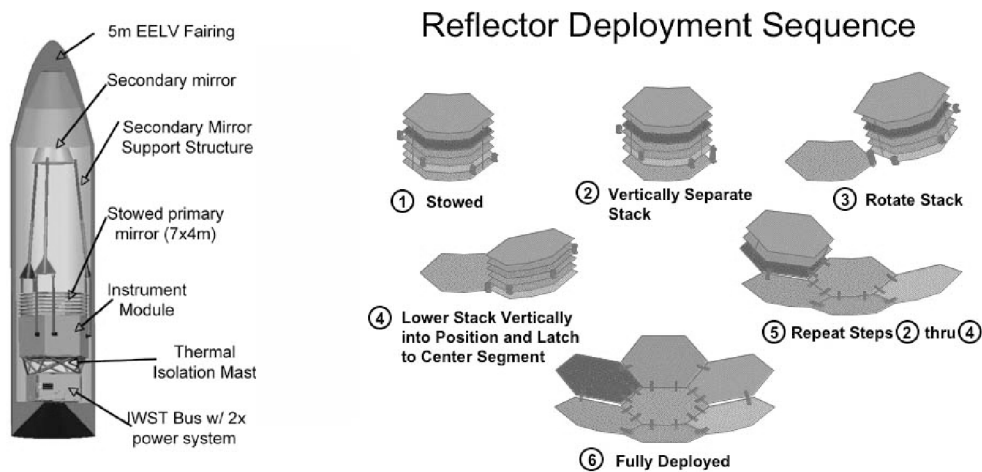 Reflector Deployment Sequence
5m EELV Fairing
Secondary mirror
Secondary Mirror
Support Structure
Stowed primary
mirror (7x4m)
Instrument
Module
Thermal
Isolation Mast
JWST Bus w/ 2x
power system
1 Stowed
2 Vertically Separate
Stack
3 Rotate Stack
4 Lower Stack Vertically
into Position and Latch
to Center Segment
5 Repeat Steps 2 thru 4
6 Fully Deployed